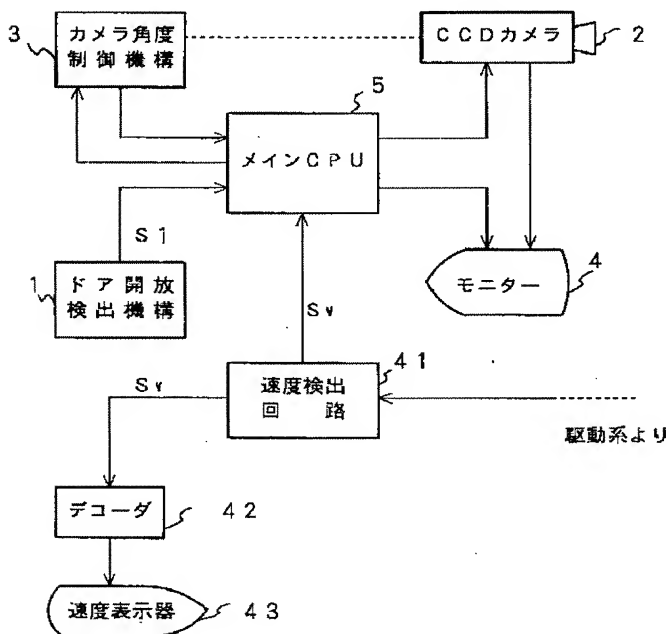 3
カメラ角度
制御機構
CCDカメラ
2
5
メインCPU
S1
1
ドア開放
検出機構
モニター
4
Sv
Sv
速度検出
回路
41
駆動系より
デコーダ
42
速度表示器
43